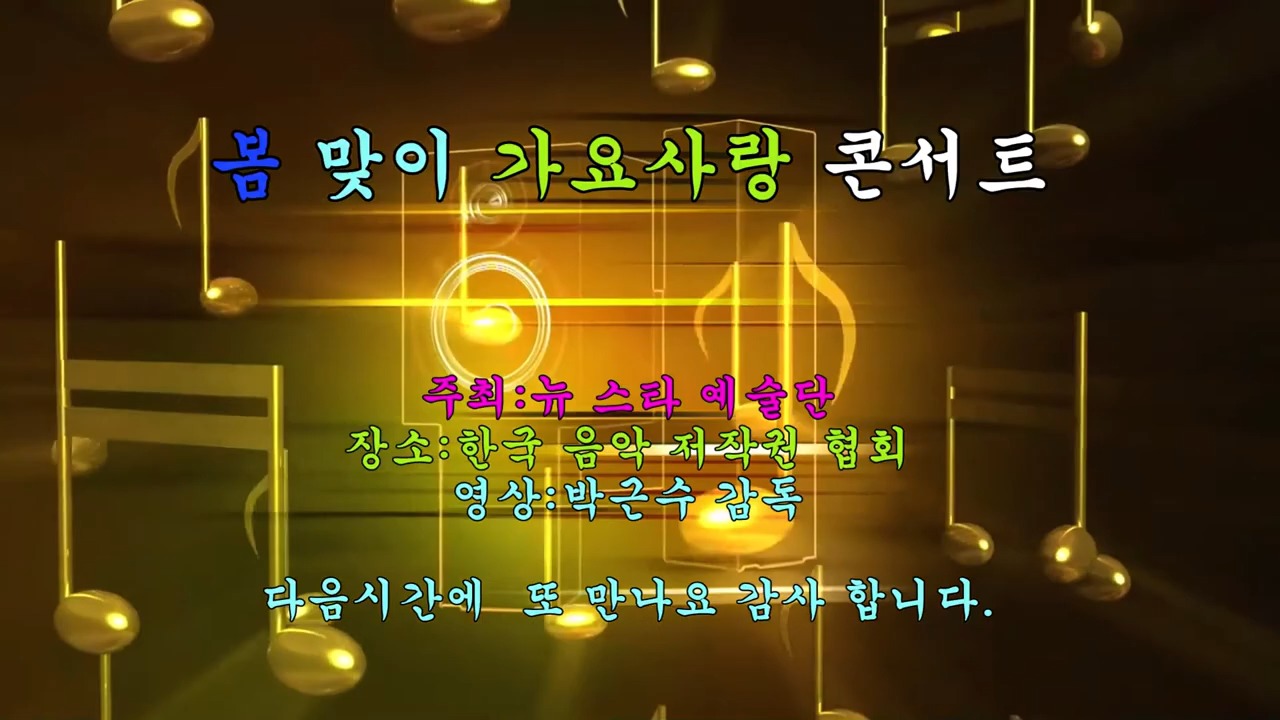 봄 맞이 가요사랑 콘서트
주최:뉴 스타 예술단
장소:한국 음악 저작권 협회
영상:박근수 감독
다음시간에 또 만나요 감사 합니다.